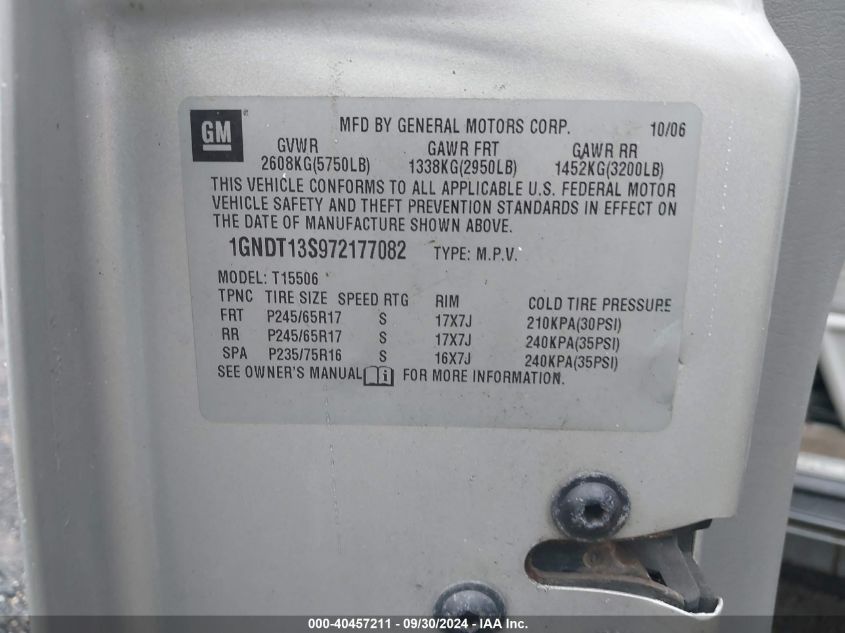 GM
MFD BY GENERAL MOTORS CORP. 10/06
GVWR GAWR FRT GAWR RR
2608KG(5750LB) 1338KG(2950LB) 1452KG(3200LB)
THIS VEHICLE CONFORMS TO ALL APPLICABLE U.S. FEDERAL MOTOR
VEHICLE SAFETY AND THEFT PREVENTION STANDARDS IN EFFECT ON
THE DATE OF MANUFACTURE SHOWN ABOVE.
1GNDT13S972177082 TYPE: M.P.V.
MODEL: T15506
TPNC TIRE SIZE SPEED RTG RIM COLD TIRE PRESSURE
FRT P245/65R17 S 17X7J 210KPA(30PSI)
RR P245/65R17 S 17X7J 240KPA(35PSI)
SPA P235/75R16 S 16X7J 240KPA(35PSI)
SEE OWNER'S MANUAL i FOR MORE INFORMATION.
000-40457211 - 09/30/2024 - IAA Inc.